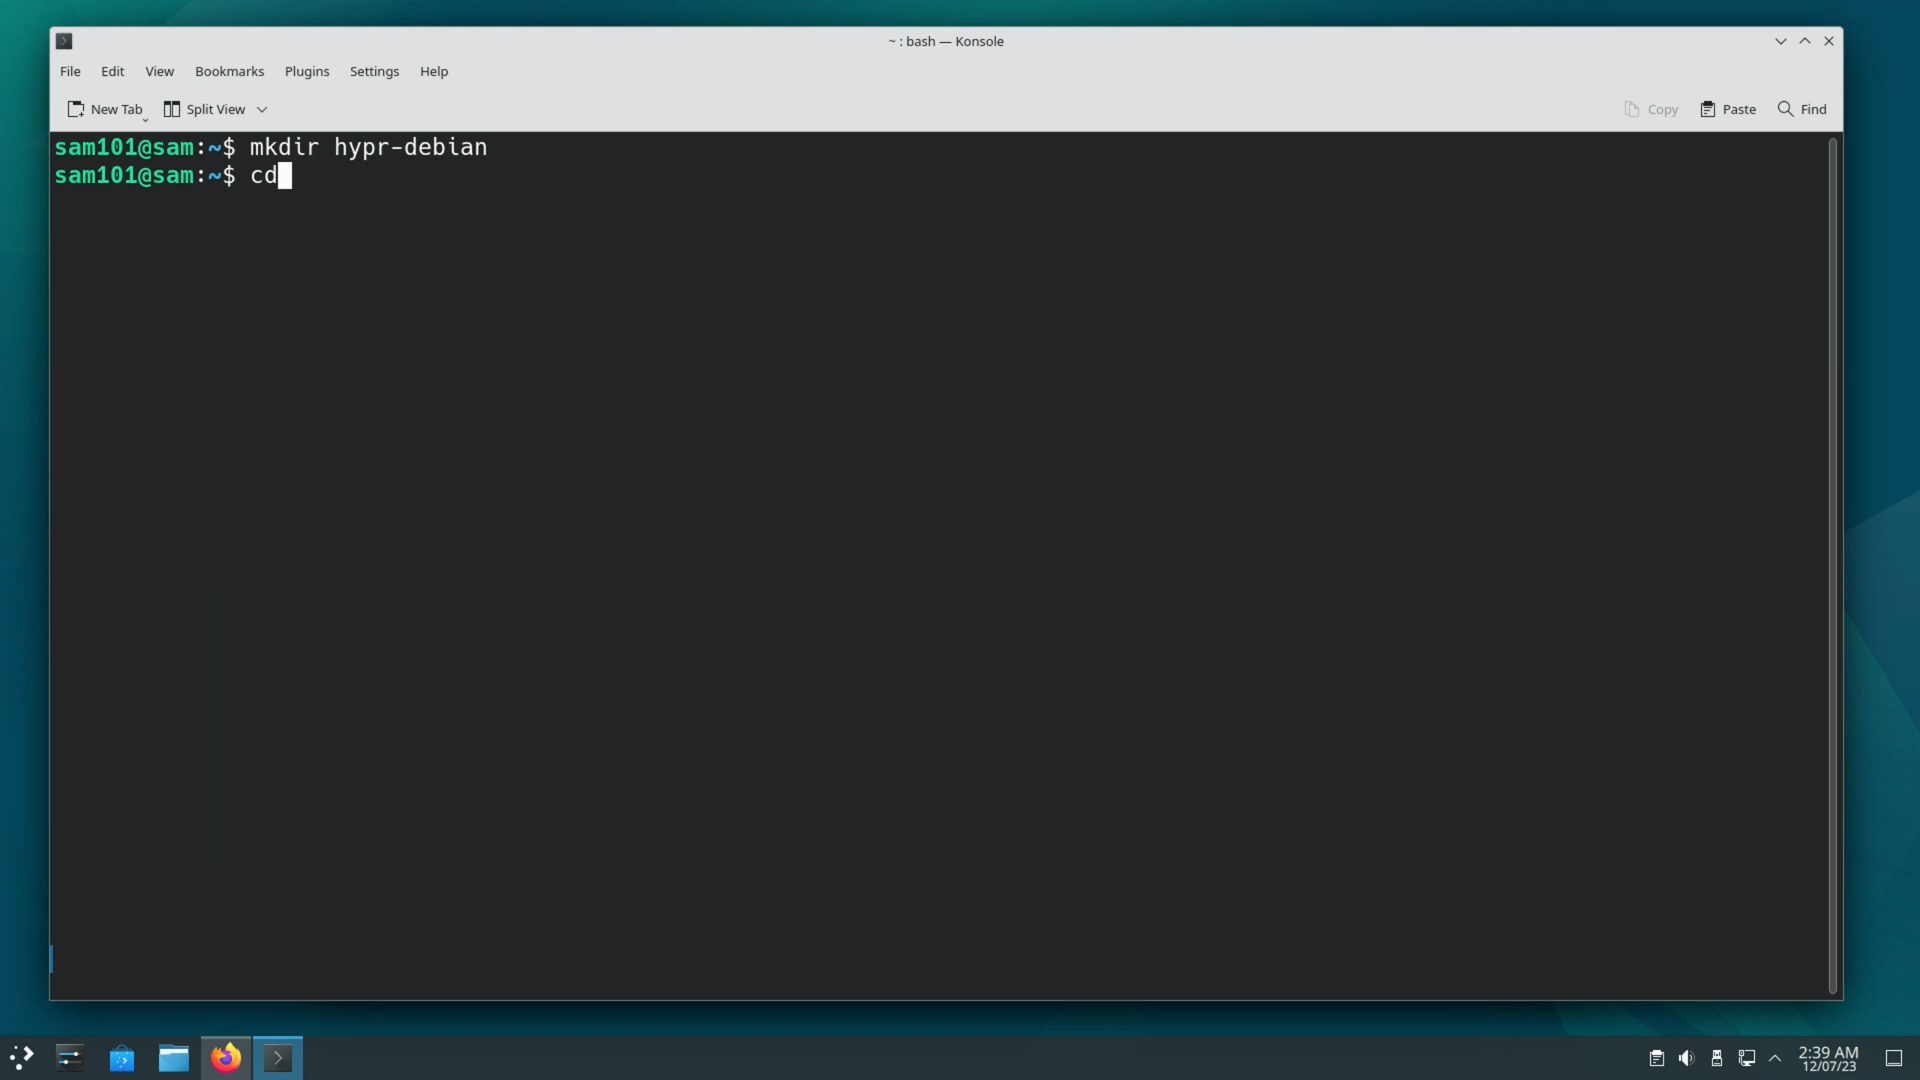 ~ : bash — Konsole
File Edit View Bookmarks Plugins Settings Help
New Tab Split View Copy Paste Find
sam101@sam:~$ mkdir hypr-debian
sam101@sam:~$ cd
2:39 AM
12/07/23